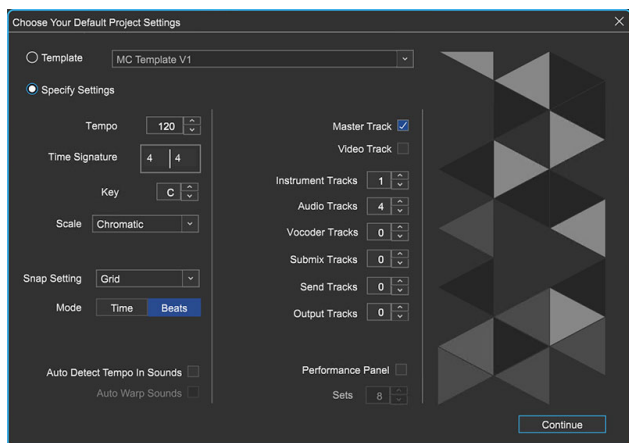 Choose Your Default Project Settings
Template
MC Template V1
Specify Settings
Tempo
120
Time Signature
4 4
Key
C
Scale
Chromatic
Snap Setting
Grid
Mode
Time
Beats
Auto Detect Tempo In Sounds
Auto Warp Sounds
Master Track
Video Track
Instrument Tracks
1
Audio Tracks
4
Vocoder Tracks
0
Submix Tracks
0
Send Tracks
0
Output Tracks
0
Performance Panel
Sets
8
Continue